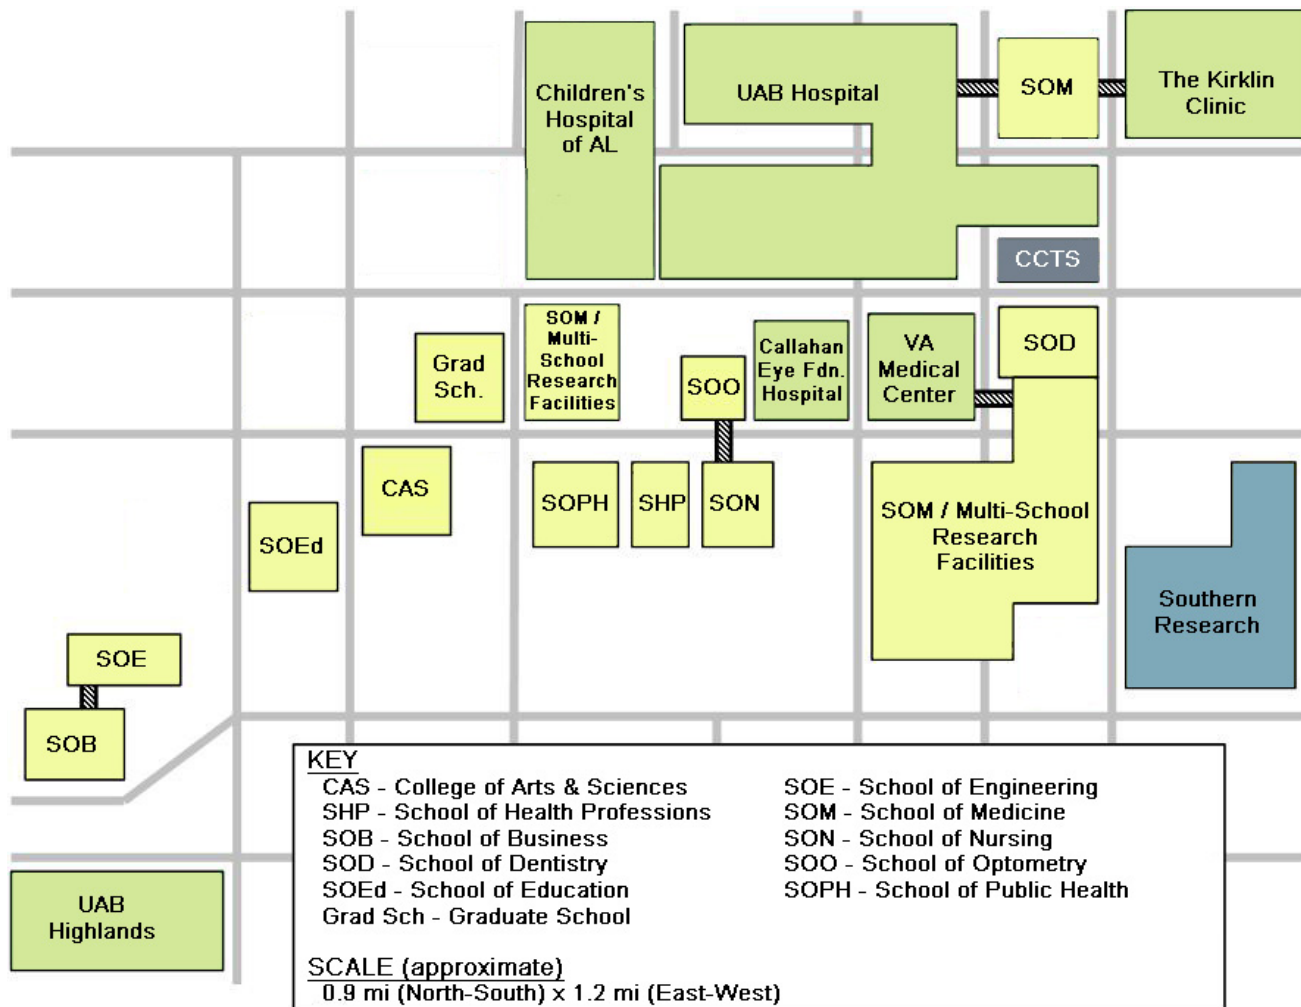 Children's
Hospital
of AL
UAB Hospital
SOM
The Kirklin
Clinic
CCTS
Grad
Sch.
SOM /
Multi-
School
Research
Facilities
SOO
Callahan
Eye Fdn.
Hospital
VA
Medical
Center
SOD
CAS
SOEd
SOPH
SHP
SON
SOM / Multi-School
Research
Facilities
Southern
Research
SOE
SOB
UAB
Highlands
KEY
CAS - College of Arts & Sciences
SHP - School of Health Professions
SOB - School of Business
SOD - School of Dentistry
SOEd - School of Education
Grad Sch - Graduate School
SOE - School of Engineering
SOM - School of Medicine
SON - School of Nursing
SOO - School of Optometry
SOPH - School of Public Health
SCALE (approximate)
0.9 mi (North-South) x 1.2 mi (East-West)